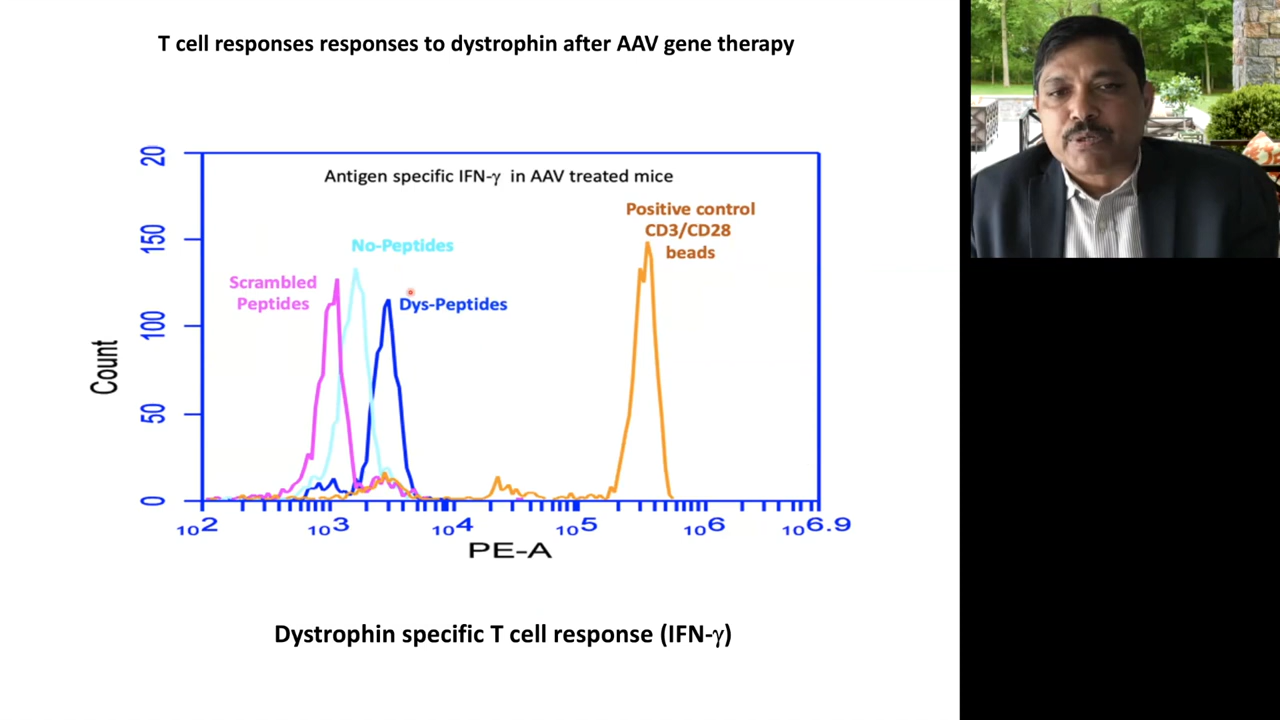 T cell responses responses to dystrophin after AAV gene therapy
20
Antigen specific IFN-γ in AAV treated mice
Positive control
CD3/CD28
beads
150
No-Peptides
Scrambled
Peptides
Dys-Peptides
100
Count
50
0
10^2
10^3
10^4
10^5
10^6
10^6.9
PE-A
Dystrophin specific T cell response (IFN-γ)